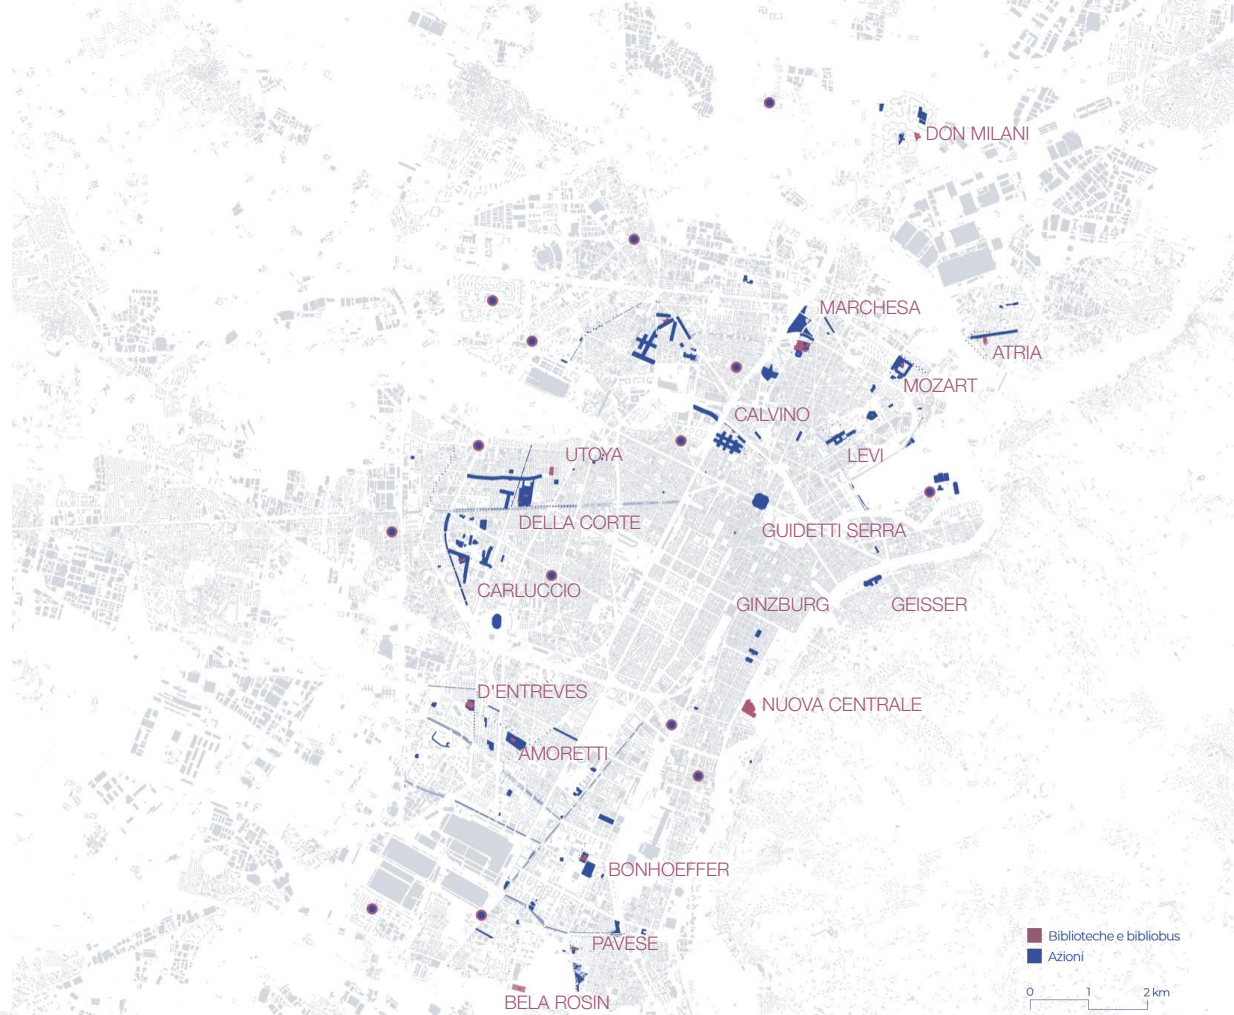 DON MILANI
MARCHESA
ATRIA
MOZART
CALVINO
UTOYA
LEVI
DELLA CORTE
GUIDETTI SERRA
CARLUCCIO
GINZBURG
GEISSER
D'ENTRÈVES
NUOVA CENTRALE
AMORETTI
BONHOEFFER
PAVESE
BELA ROSIN
Biblioteche e bibliobus
Azioni
0 1 2 km